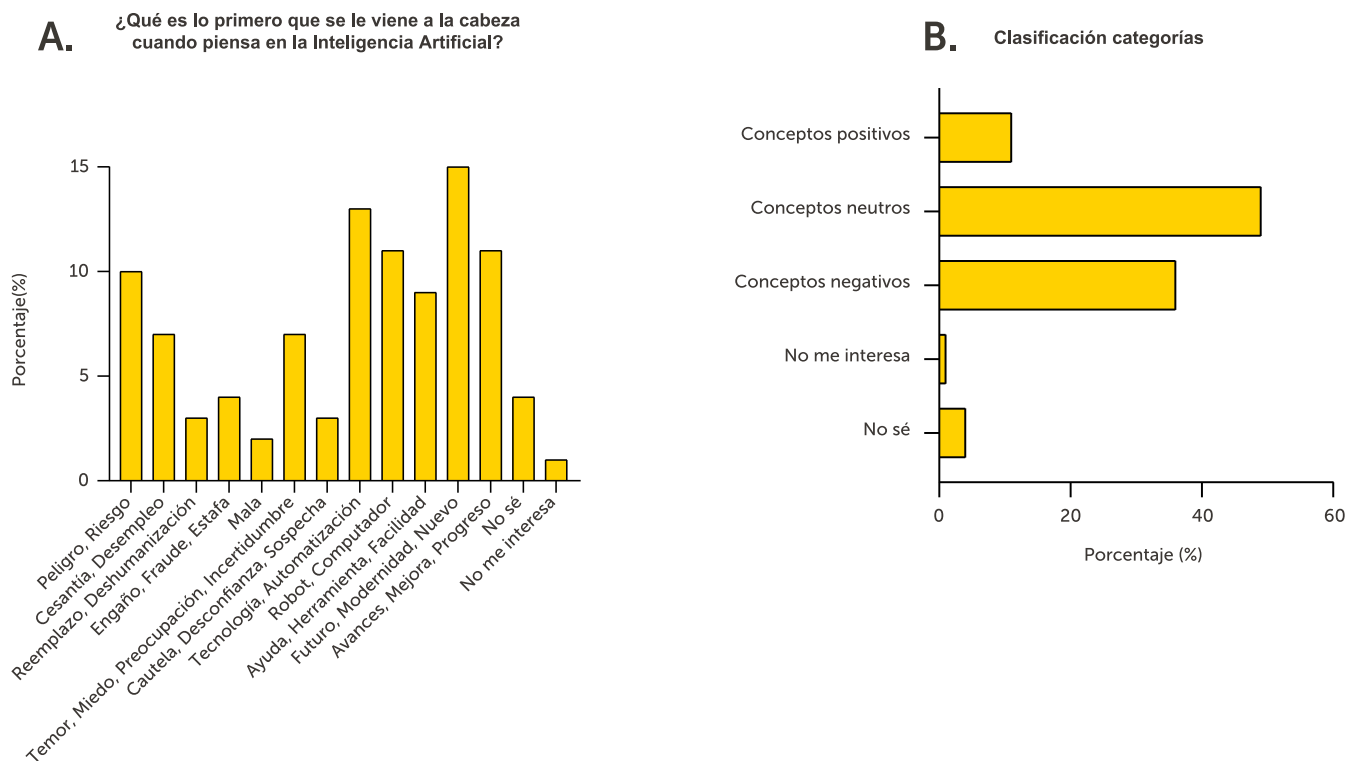 A.
¿Qué es lo primero que se le viene a la cabeza
cuando piensa en la Inteligencia Artificial?
Porcentaje(%)
15
10
5
0
Peligro, Riesgo
Cesantía, Desempleo
Reemplazo, Deshumanización
Engaño, Fraude, Estafa
Mala
Temor, Miedo, Preocupación, Incertidumbre
Cautela, Desconfianza, Sospecha
Tecnología, Automatización
Robot, Computador
Ayuda, Herramienta, Facilidad
Futuro, Modernidad, Nuevo
Avances, Mejora, Progreso
No sé
No me interesa
B.
Clasificación categorías
Conceptos positivos
Conceptos neutros
Conceptos negativos
No me interesa
No sé
0
20
40
60
Porcentaje (%)